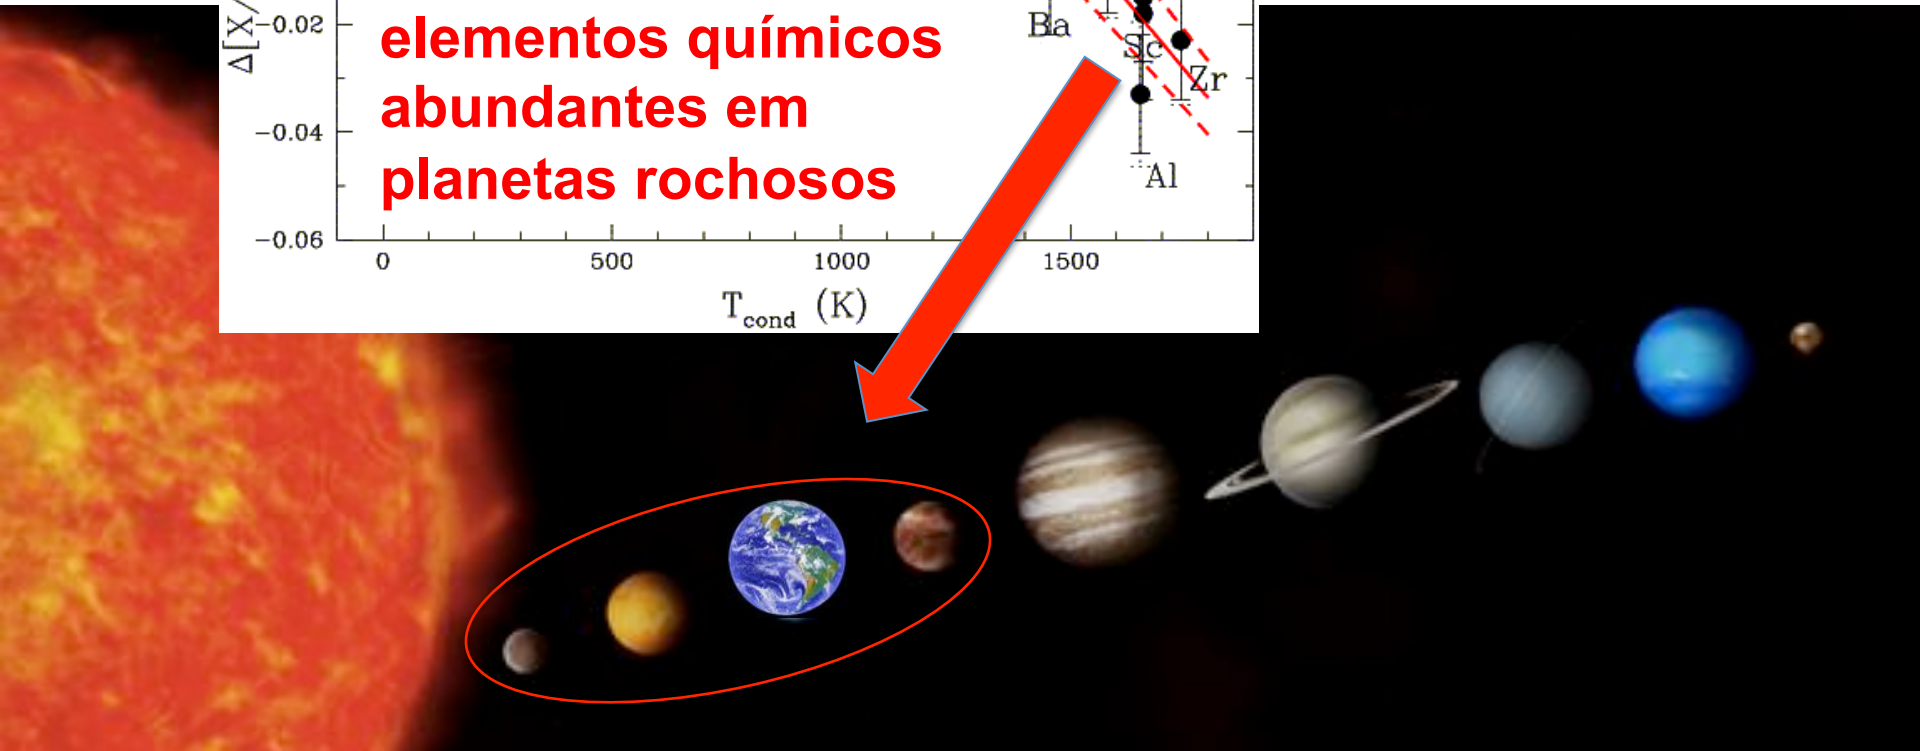 Δ[X/
−0.02
elementos químicos
abundantes em
planetas rochosos
Ba
Sc
Zr
−0.04
Al
−0.06
0 500 1000 1500
T_cond (K)